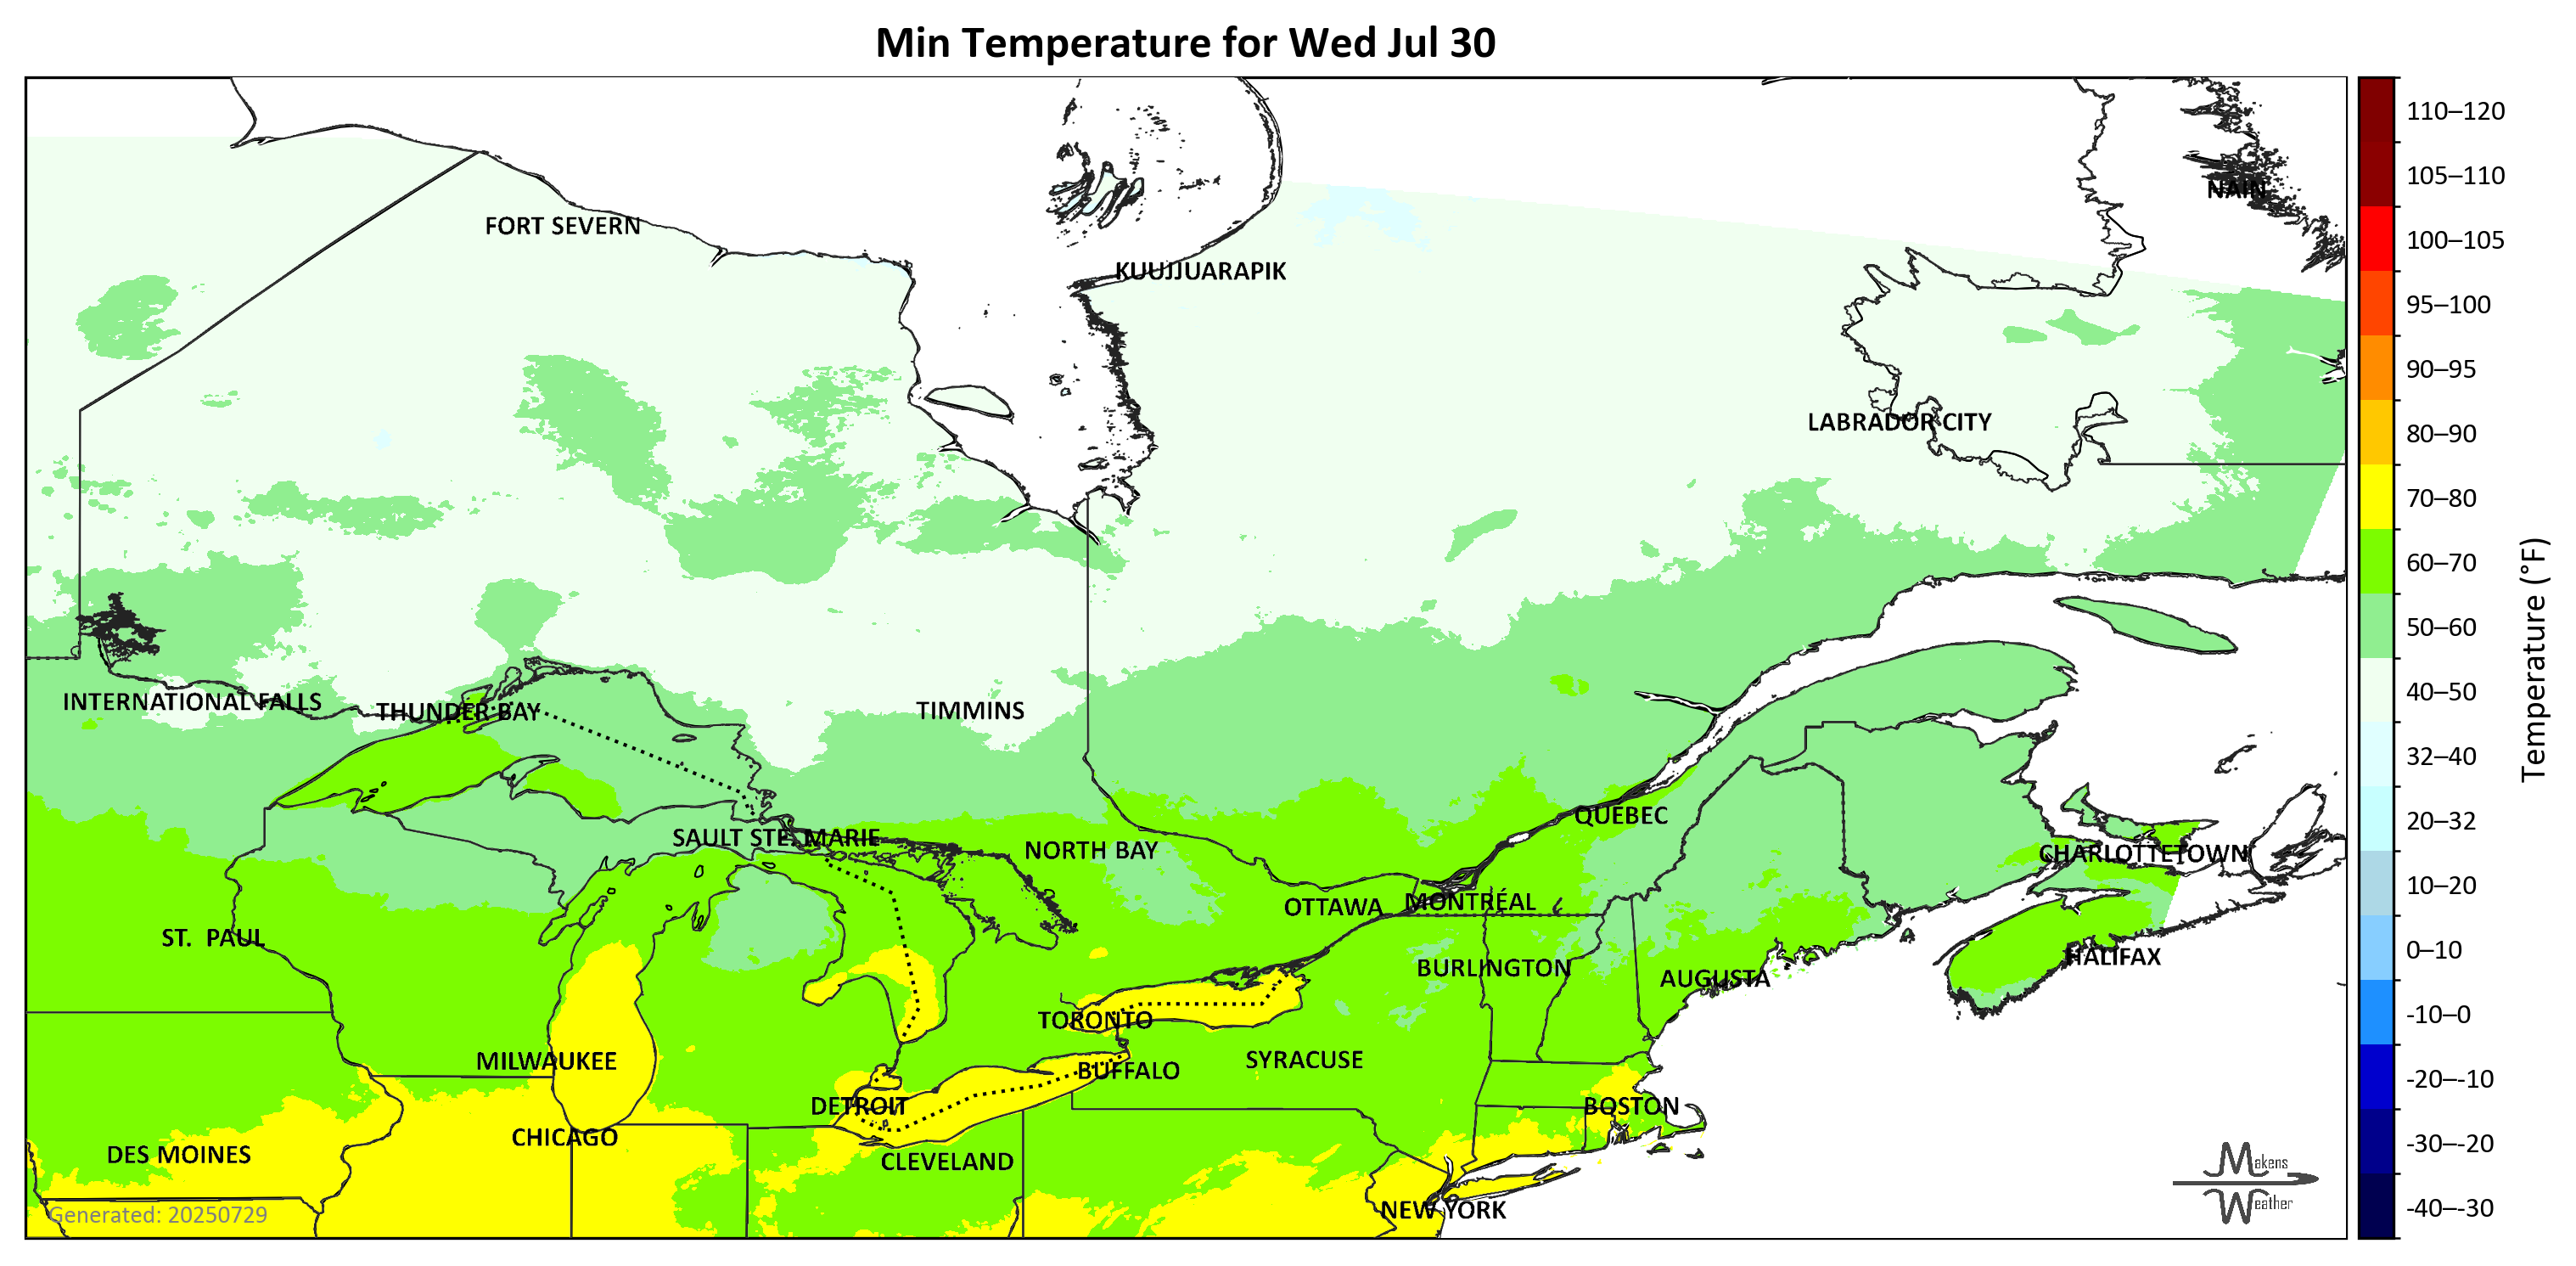 Min Temperature for Wed Jul 30
NAIN
FORT SEVERN
KUUJJUARAPIK
LABRADOR CITY
INTERNATIONAL FALLS
THUNDER BAY
TIMMINS
QUÉBEC
SAULT STE. MARIE
NORTH BAY
CHARLOTTETOWN
OTTAWA
MONTRÉAL
ST. PAUL
HALIFAX
BURLINGTON
AUGUSTA
TORONTO
MILWAUKEE
SYRACUSE
BUFFALO
DETROIT
BOSTON
CHICAGO
DES MOINES
CLEVELAND
NEW YORK
Generated: 20250729
Makens
Weather
110–120
105–110
100–105
95–100
90–95
80–90
70–80
60–70
50–60
40–50
32–40
20–32
10–20
0–10
-10–0
-20–-10
-30–-20
-40–-30
Temperature (°F)